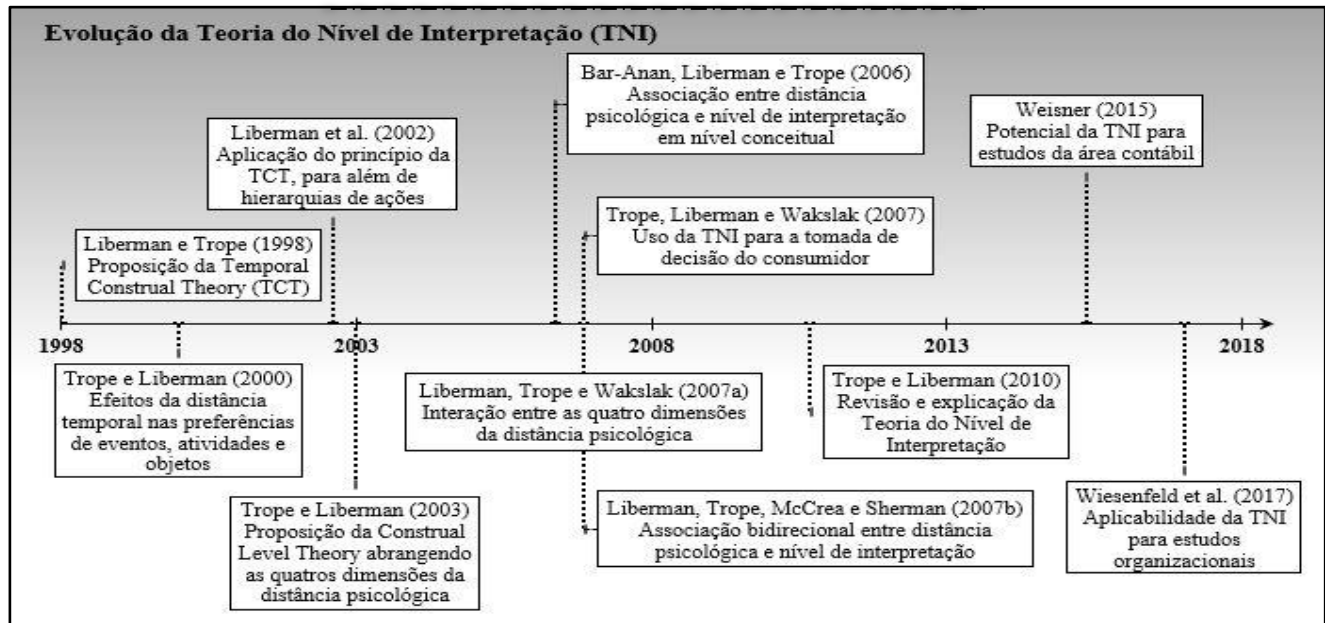 Evolução da Teoria do Nível de Interpretação (TNI)
Bar-Anan, Liberman e Trope (2006)
Associação entre distância
psicológica e nível de interpretação
em nível conceitual
Weisner (2015)
Potencial da TNI para
estudos da área contábil
Liberman et al. (2002)
Aplicação do princípio da
TCT, para além de
hierarquias de ações
Trope, Liberman e Wakslak (2007)
Uso da TNI para a tomada de
decisão do consumidor
Liberman e Trope (1998)
Proposição da Temporal
Construal Theory (TCT)
1998
2003
2008
2013
2018
Trope e Liberman (2000)
Efeitos da distância
temporal nas preferências
de eventos, atividades e
objetos
Liberman, Trope e Wakslak (2007a)
Interação entre as quatro dimensões
da distância psicológica
Trope e Liberman (2010)
Revisão e explicação da
Teoria do Nível de
Interpretação
Trope e Liberman (2003)
Proposição da Construal
Level Theory abrangendo
as quatros dimensões da
distância psicológica
Liberman, Trope, McCrea e Sherman (2007b)
Associação bidirecional entre distância
psicológica e nível de interpretação
Wiesenfeld et al. (2017)
Aplicabilidade da TNI
para estudos
organizacionais